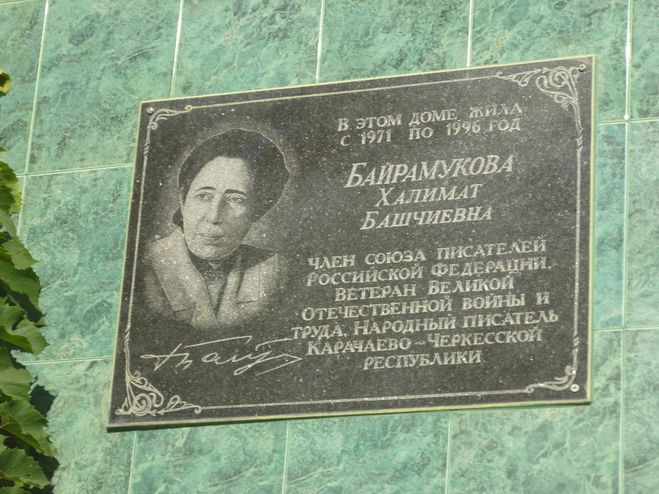 В ЭТОМ ДОМЕ ЖИЛА
С 1971 ПО 1996 ГОД
БАЙРАМУКОВА
ХАЛИМАТ
БАШЧИЕВНА
ЧЛЕН СОЮЗА ПИСАТЕЛЕЙ
РОССИЙСКОЙ ФЕДЕРАЦИИ,
ВЕТЕРАН ВЕЛИКОЙ
ОТЕЧЕСТВЕННОЙ ВОЙНЫ И
ТРУДА, НАРОДНЫЙ ПИСАТЕЛЬ
КАРАЧАЕВО-ЧЕРКЕССКОЙ
РЕСПУБЛИКИ